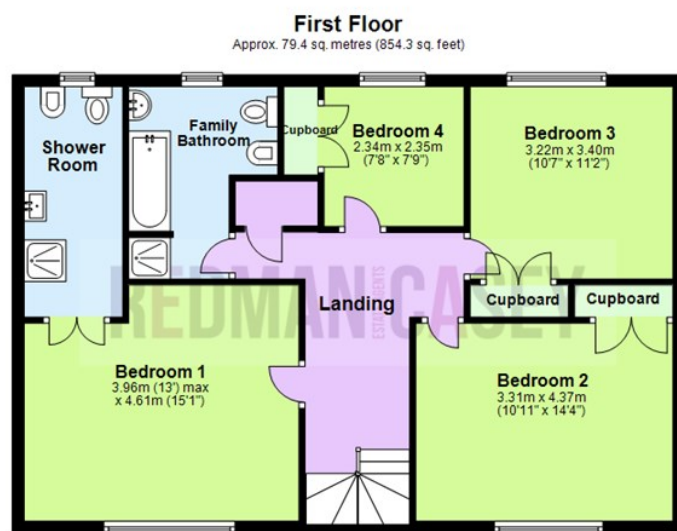 First Floor
Approx. 79.4 sq. metres (854.3 sq. feet)
Shower
Room
Family
Bathroom
Cupboard
Bedroom 4
2.34m x 2.35m
(7'8" x 7'9")
Bedroom 3
3.22m x 3.40m
(10'7" x 11'2")
Landing
Cupboard
Cupboard
Bedroom 1
3.96m (13') max
x 4.61m (15'1")
Bedroom 2
3.31m x 4.37m
(10'11" x 14'4")
REDMAN CASEY
ESTATE AGENTS